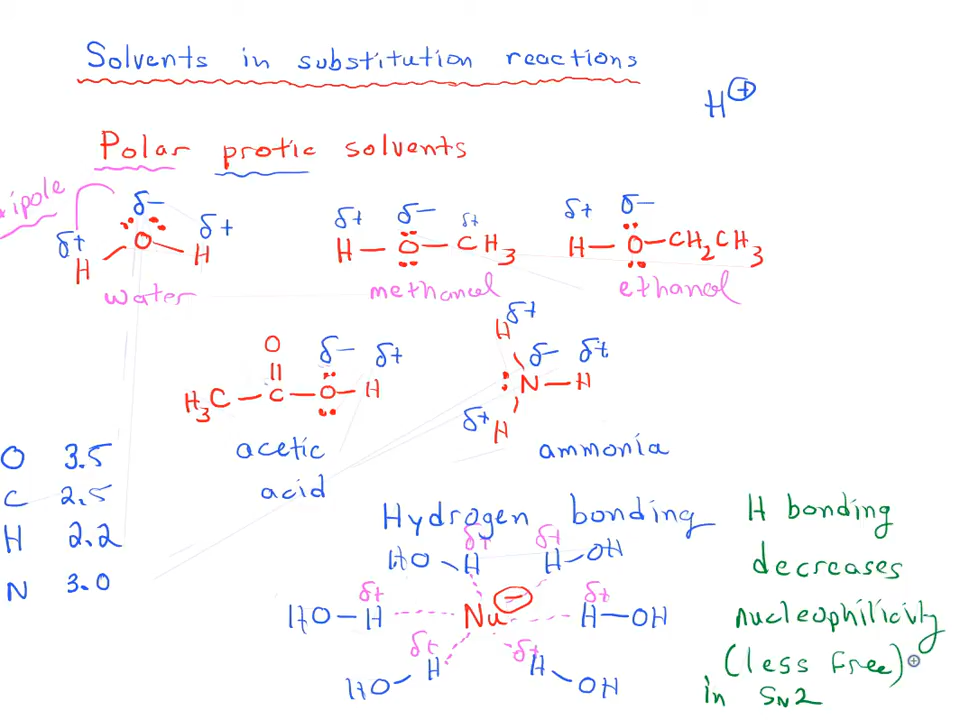 Solvents in substitution reactions
H⊕
Polar protic solvents
ipole
δ- δ+ δ+ δ- δ+ δ+ δ-
δ+ H O H H—O—CH3 H—O—CH2CH3
water methanol ethanol
H δ+
O δ- δ+ δ- δ+
H3C—C—O—H :N—H
δ+ H
acetic ammonia
acid
O 3.5
C 2.5
H 2.2
N 3.0
Hydrogen bonding
δ+ δ+
HO—H H—OH
δ+ δ+
HO—H Nu⊖ H—OH
δ+ δ+
HO—H H—OH
H bonding
decreases
nucleophilicity
(less free)
in SN2